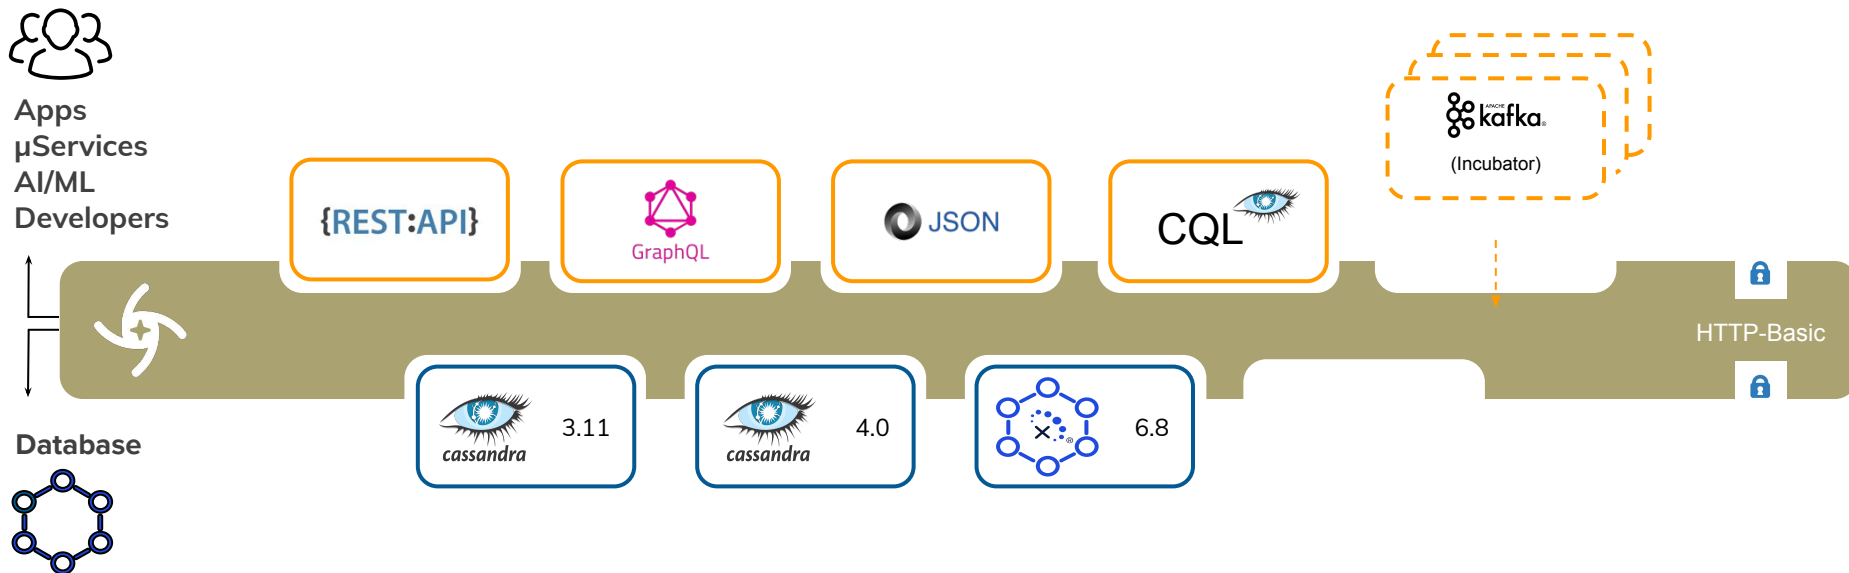 Apps
µServices
AI/ML
Developers
{REST:API}
GraphQL
JSON
CQL
APACHE
kafka®
(Incubator)
HTTP-Basic
Database
cassandra
3.11
cassandra
4.0
®
6.8